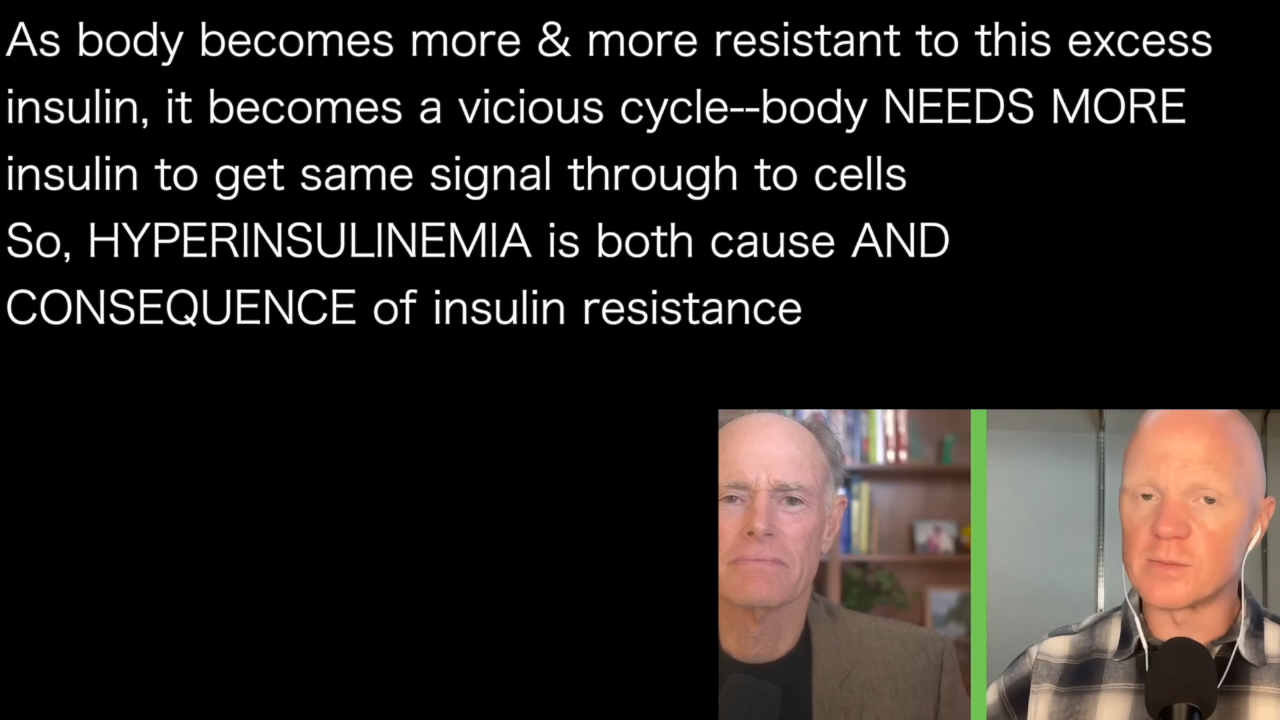 As body becomes more & more resistant to this excess
insulin, it becomes a vicious cycle--body NEEDS MORE
insulin to get same signal through to cells
So, HYPERINSULINEMIA is both cause AND
CONSEQUENCE of insulin resistance